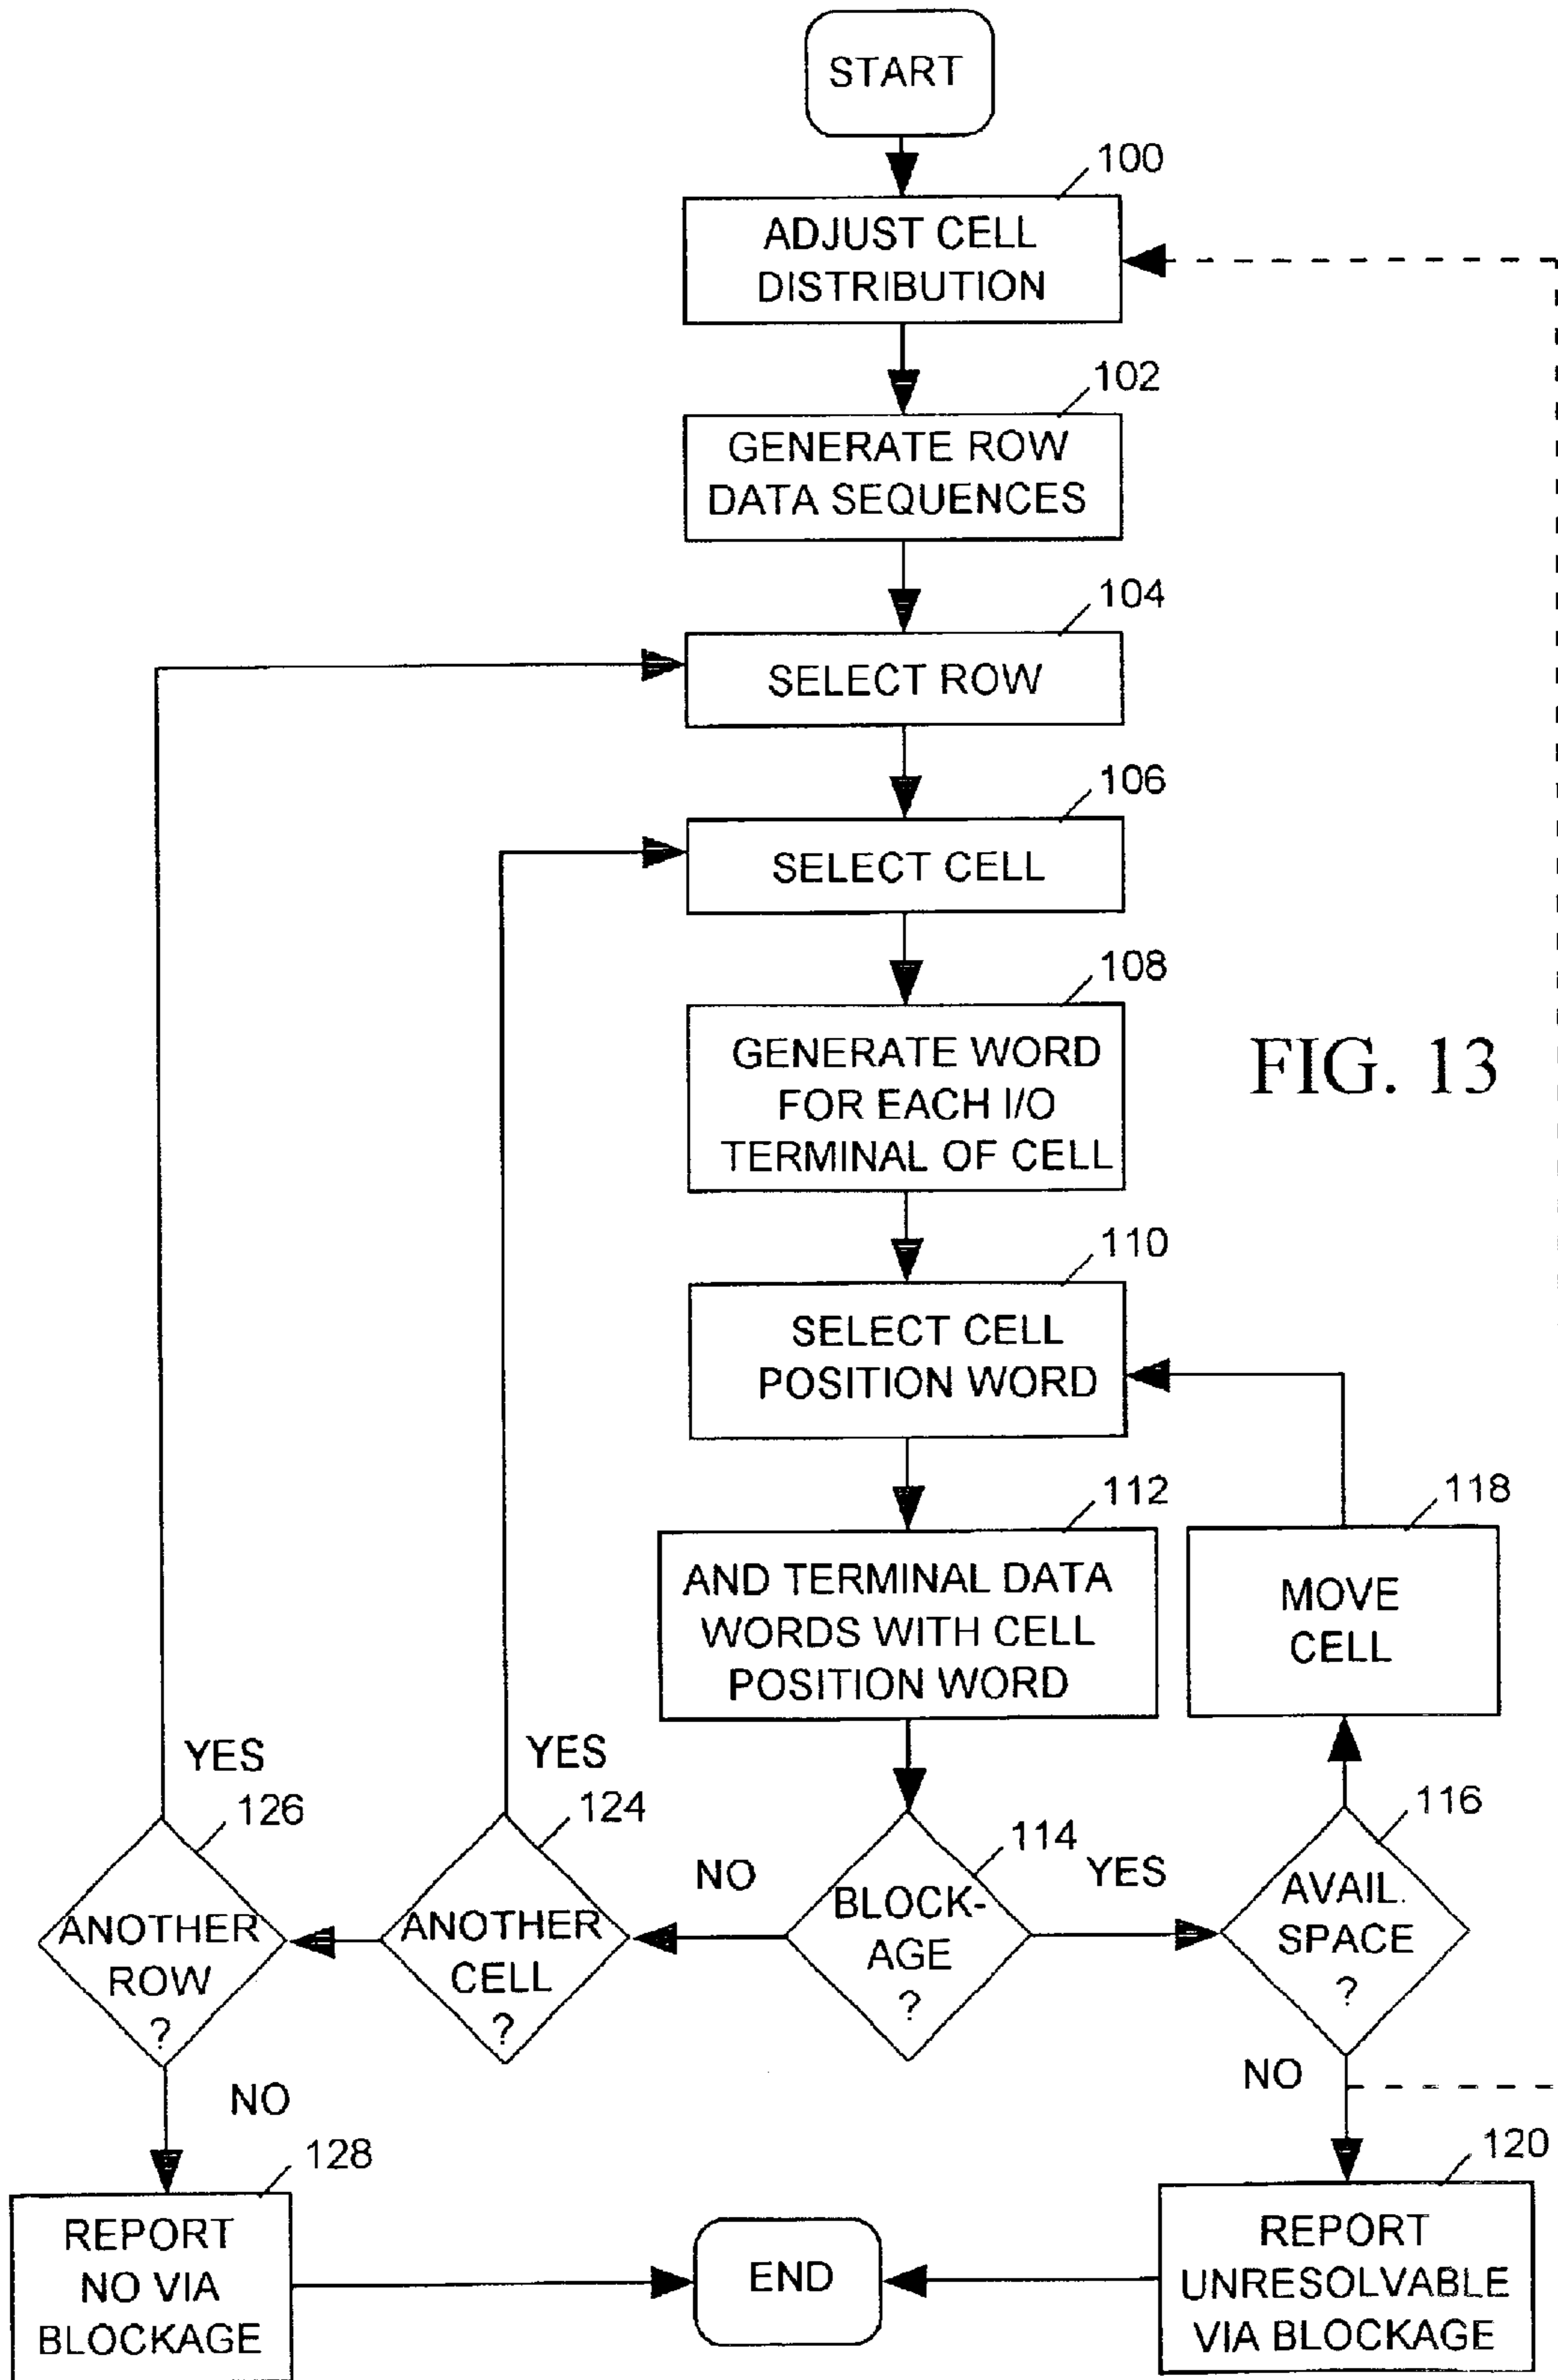 START
100
ADJUST CELL
DISTRIBUTION
102
GENERATE ROW
DATA SEQUENCES
104
SELECT ROW
106
SELECT CELL
108
GENERATE WORD
FOR EACH I/O
TERMINAL OF CELL
FIG. 13
110
SELECT CELL
POSITION WORD
112
AND TERMINAL DATA
WORDS WITH CELL
POSITION WORD
118
MOVE
CELL
YES
126
ANOTHER
ROW
?
YES
124
ANOTHER
CELL
?
NO
114
BLOCK-
AGE
?
YES
116
AVAIL.
SPACE
?
NO
NO
128
REPORT
NO VIA
BLOCKAGE
END
120
REPORT
UNRESOLVABLE
VIA BLOCKAGE